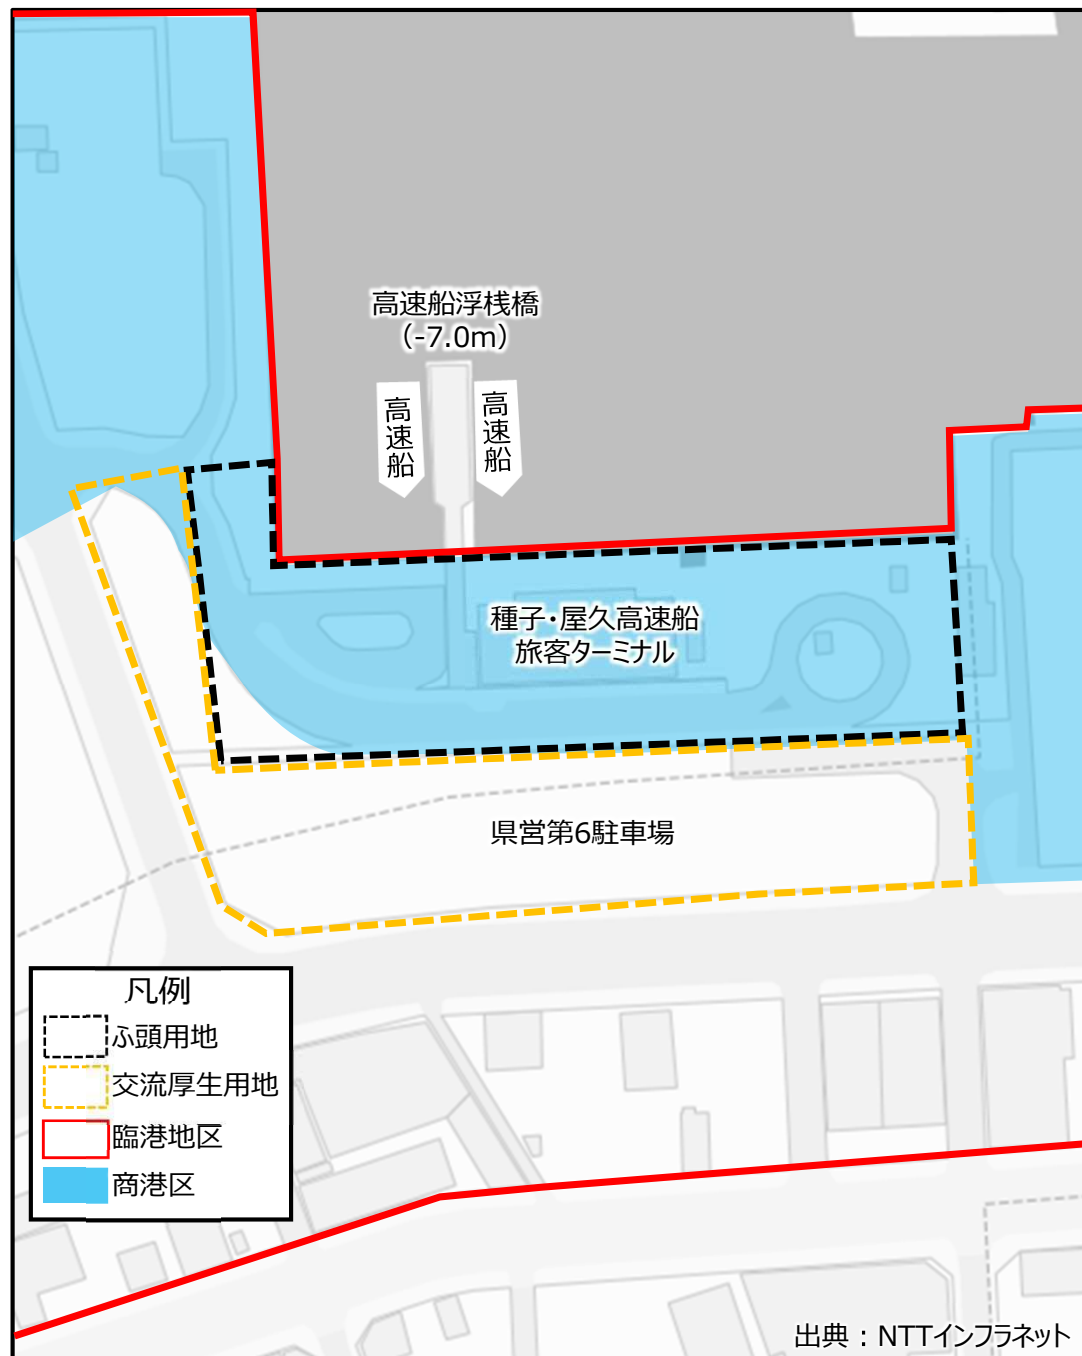 高速船浮桟橋
（-7.0m）
高速船
高速船
種子・屋久高速船
旅客ターミナル
県営第6駐車場
凡例
ふ頭用地
交流厚生用地
臨港地区
商港区
出典：NTTインフラネット